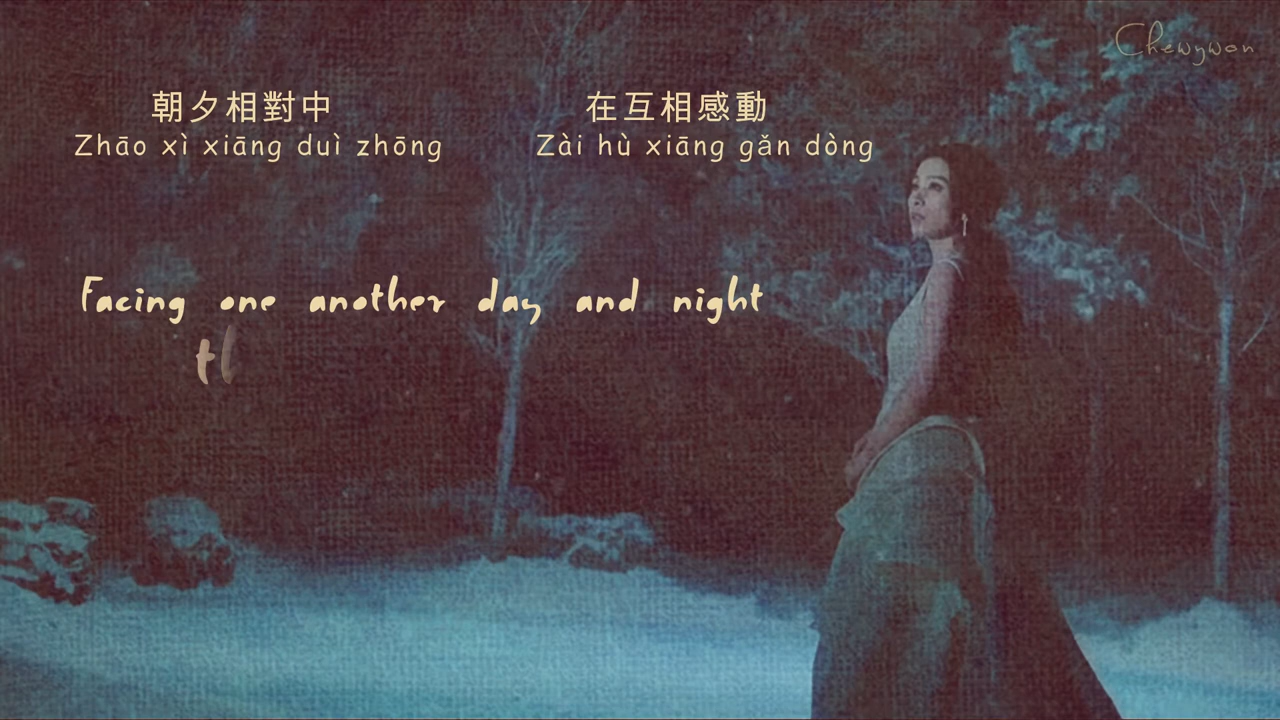 Chewywon
朝夕相對中 在互相感動
Zhāo xì xiāng duì zhōng Zài hù xiāng gǎn dòng
Facing one another day and night